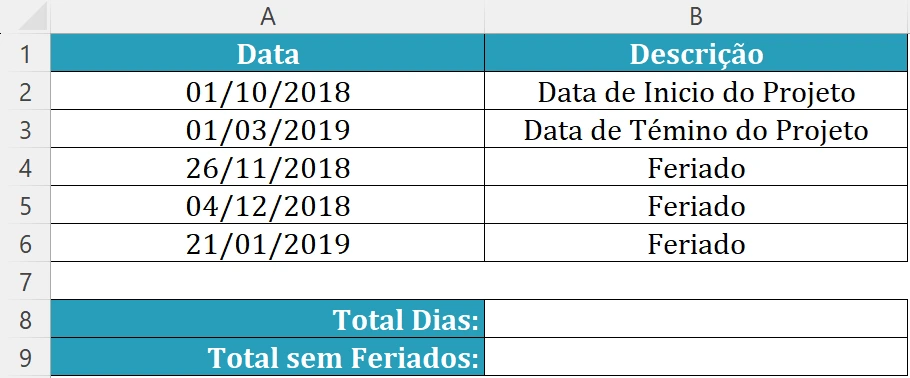 A B
1 Data Descrição
2 01/10/2018 Data de Inicio do Projeto
3 01/03/2019 Data de Témino do Projeto
4 26/11/2018 Feriado
5 04/12/2018 Feriado
6 21/01/2019 Feriado
7
8 Total Dias:
9 Total sem Feriados: